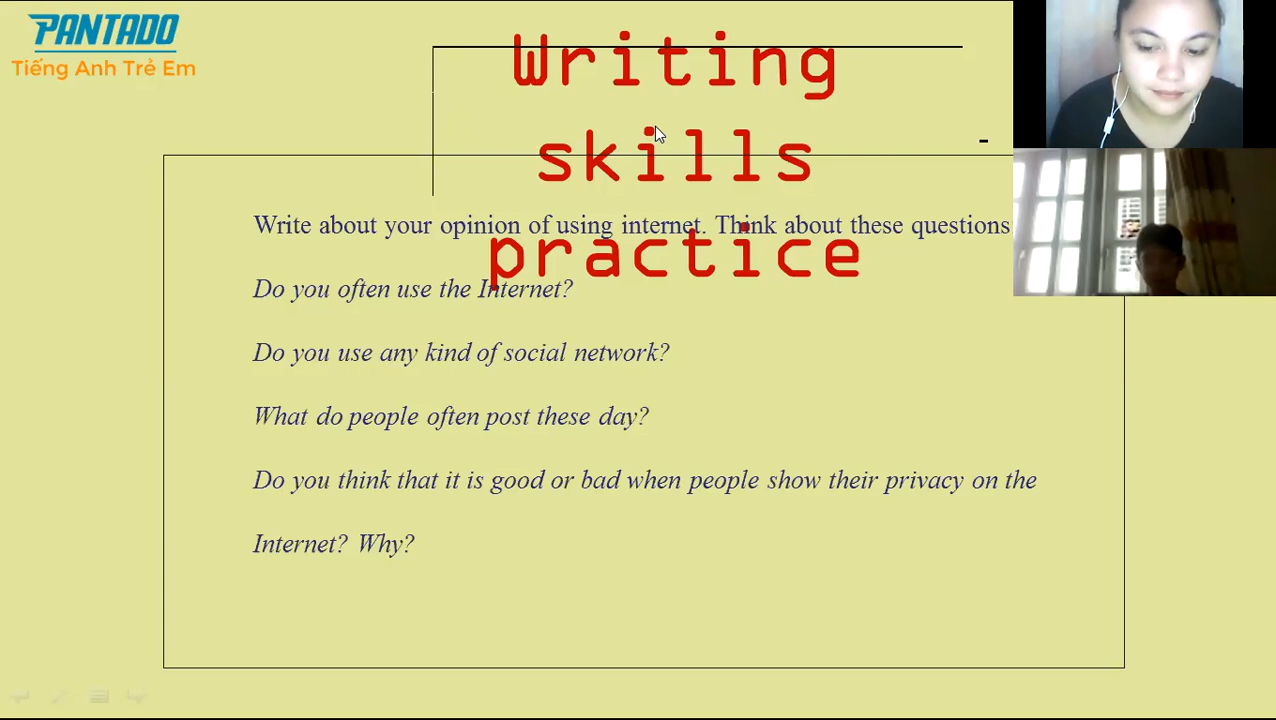 PANTADO
Tiếng Anh Trẻ Em
Writing
skills
practice
Write about your opinion of using internet. Think about these questions
Do you often use the Internet?
Do you use any kind of social network?
What do people often post these day?
Do you think that it is good or bad when people show their privacy on the
Internet? Why?